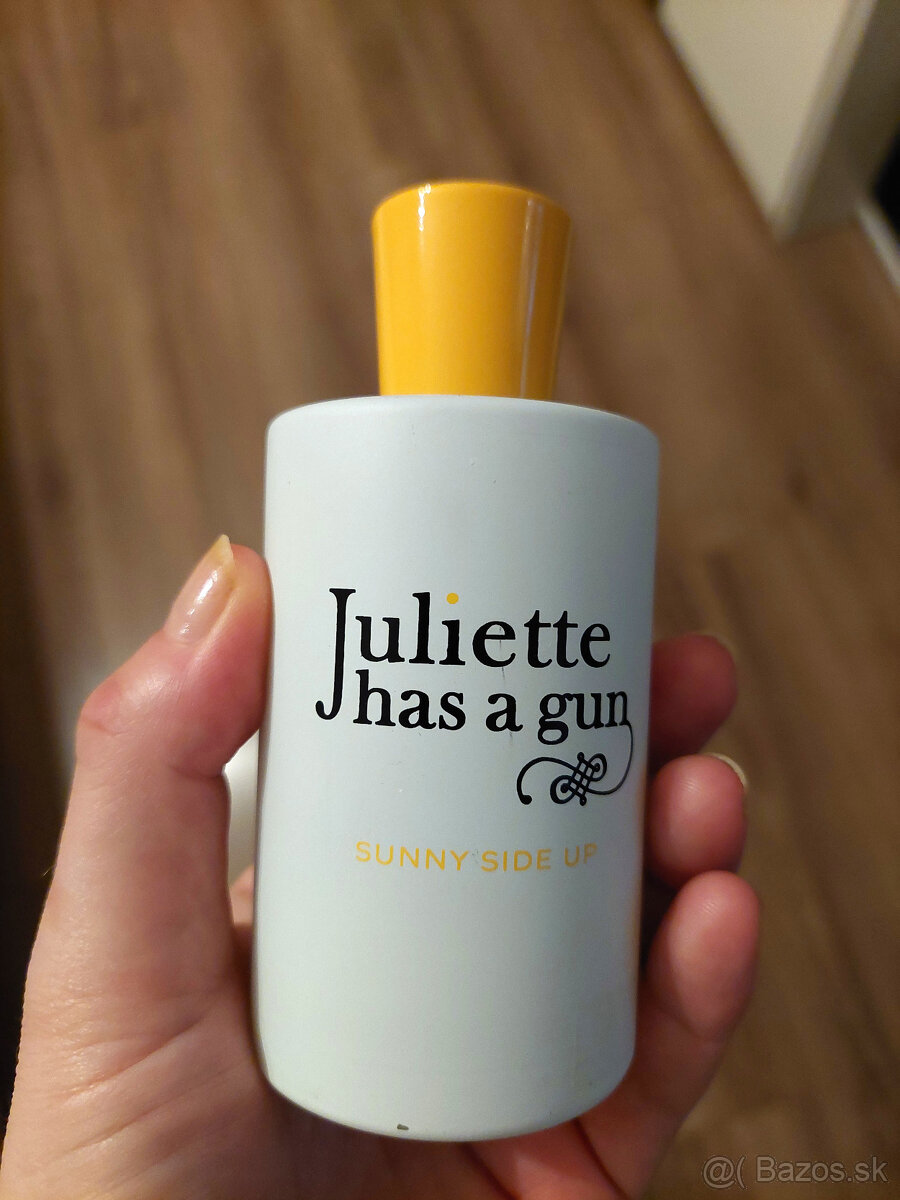 Juliette
has a gun
SUNNY SIDE UP
@( Bazos.sk